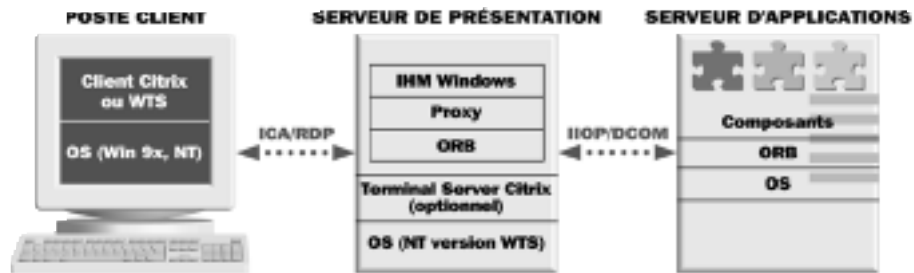 POSTE CLIENT
Client Citrix
ou WTS
OS (Win 9x, NT)
ICA/RDP
SERVEUR DE PRÉSENTATION
IHM Windows
Proxy
ORB
Terminal Server Citrix
(optionnel)
OS (NT version WTS)
IIOP/DCOM
SERVEUR D'APPLICATIONS
Composants
ORB
OS